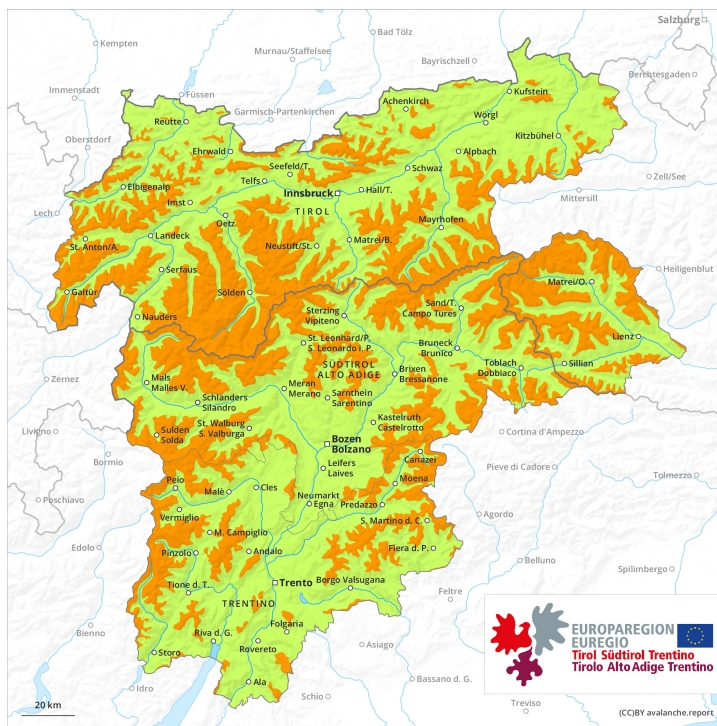 Salzburg
Kempten
Bad Tölz
Murnau/Staffelsee
Bayrischzell
Berchtesgaden
Immenstadt
Füssen
Garmisch-Partenkirchen
Achenkirch
Kufstein
Reutte
Wörgl
Oberstdorf
Ehrwald
Kitzbühel
Seefeld/T.
Alpbach
Telfs
Schwaz
Zell/See
Elbigenalp
Innsbruck
Hall/T.
Mittersill
Imst
TIROL
Lech
Oetz
Mayrhofen
St. Anton/A.
Landeck
Neustift/St.
Matrei/B.
Heiligenblut
Serfaus
Matrei/O.
Galtür
Sölden
Sand/T.
Campo Tures
Nauders
Sterzing
Vipiteno
Lienz
St. Leonhard/P.
S. Leonardo i. P.
Bruneck
Brunico
Toblach
Dobbiaco
Sillian
SÜDTIROL
ALTO ADIGE
Brixen
Bressanone
Zernez
Mals
Malles V.
Meran
Merano
Sarnthein
Sarentino
Schlanders
Silandro
Kastelruth
Castelrotto
Livigno
St. Walburg
S. Valburga
Sulden
Solda
Cortina d'Ampezzo
Bozen
Bolzano
Bormio
Canazei
Pieve di Cadore
Leifers
Laives
Tolmezzo
Poschiavo
Peio
Malè
Cles
Moena
Neumarkt
Egna
Predazzo
Vermiglio
Agordo
S. Martino d. C.
M. Campiglio
Edolo
Pinzolo
Andalo
Fiera d. P.
Belluno
Spilimbergo
Trento
Borgo Valsugana
Tione d. T.
Feltre
TRENTINO
Folgaria
Bienno
Riva d. G.
Rovereto
Asiago
Storo
Bassano d. G.
Idro
Ala
Schio
Treviso
20 km
EUROPAREGION
EUREGIO
Tirol Südtirol Trentino
Tirolo Alto Adige Trentino
(CC)BY avalanche.report